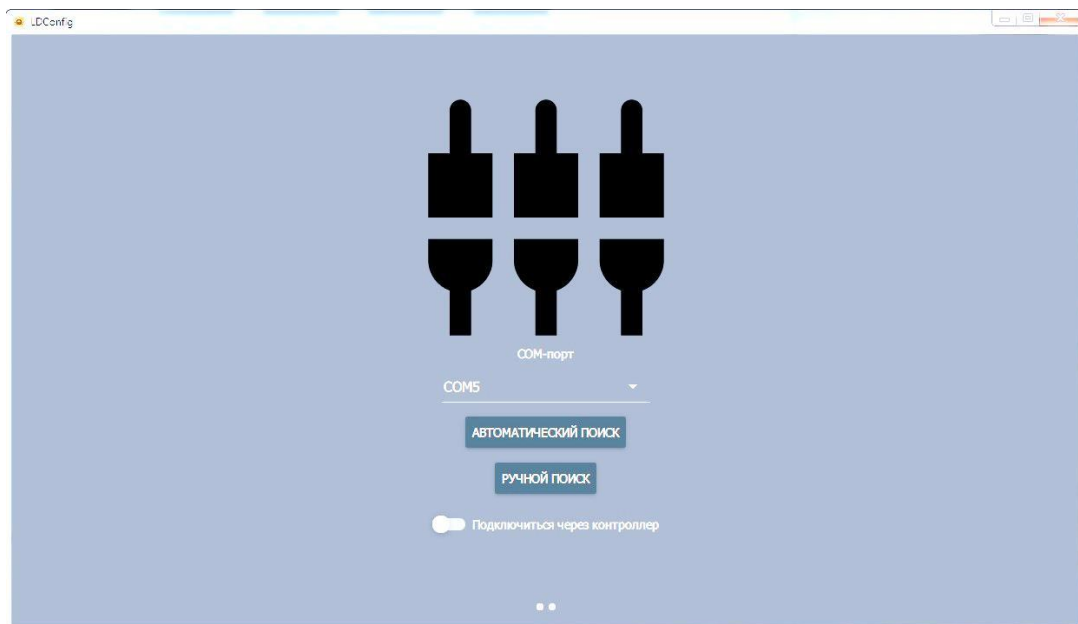 LDConfig
COM-порт
COM5
АВТОМАТИЧЕСКИЙ ПОИСК
РУЧНОЙ ПОИСК
Подключиться через контроллер